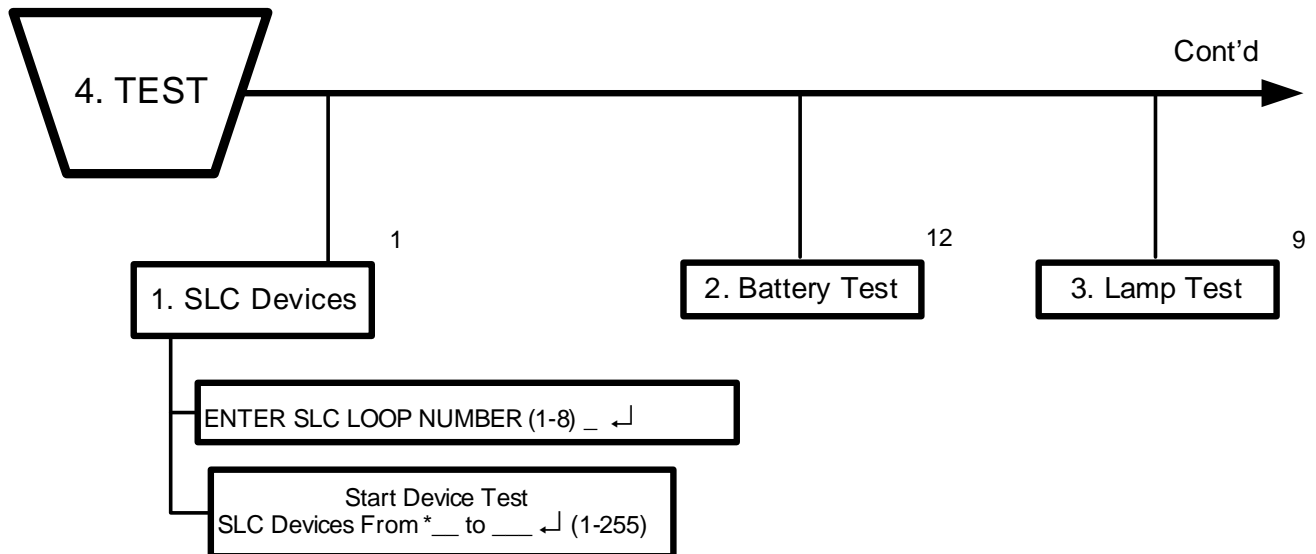 4. TEST
Cont’d
1
12
9
1. SLC Devices
2. Battery Test
3. Lamp Test
ENTER SLC LOOP NUMBER (1-8) _ ↵
Start Device Test
SLC Devices From *__ to ___ ↵ (1-255)